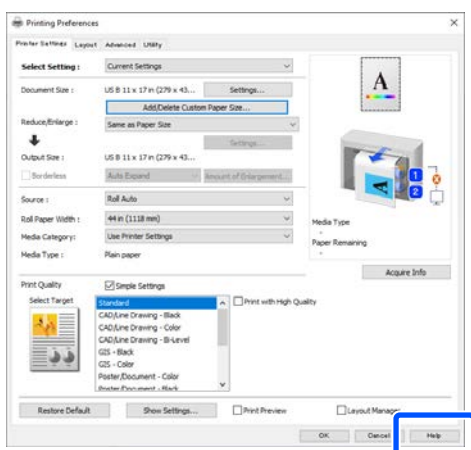 Printing Preferences
Printer Settings Layout Advanced Utility
Select Setting : Current Settings
Document Size : US B 11 x 17 in (279 x 43... Settings...
Add/Delete Custom Paper Size...
Reduce/Enlarge : Same as Paper Size
Settings...
Output Size : US B 11 x 17 in (279 x 43...
Borderless Auto Expand Amount of Enlargement...
Source : Roll Auto
Roll Paper Width : 44 in (1118 mm)
Media Category: Use Printer Settings
Media Type : Plain paper
A
A
1
2
Media Type
-
Paper Remaining
-
Acquire Info
Print Quality Simple Settings
Select Target
Standard
CAD/Line Drawing - Black
CAD/Line Drawing - Color
CAD/Line Drawing - Bi-Level
GIS - Black
GIS - Color
Poster/Document - Color
Poster/Document - Black
Print with High Quality
Restore Default Show Settings... Print Preview Layout Manager
OK Cancel Help